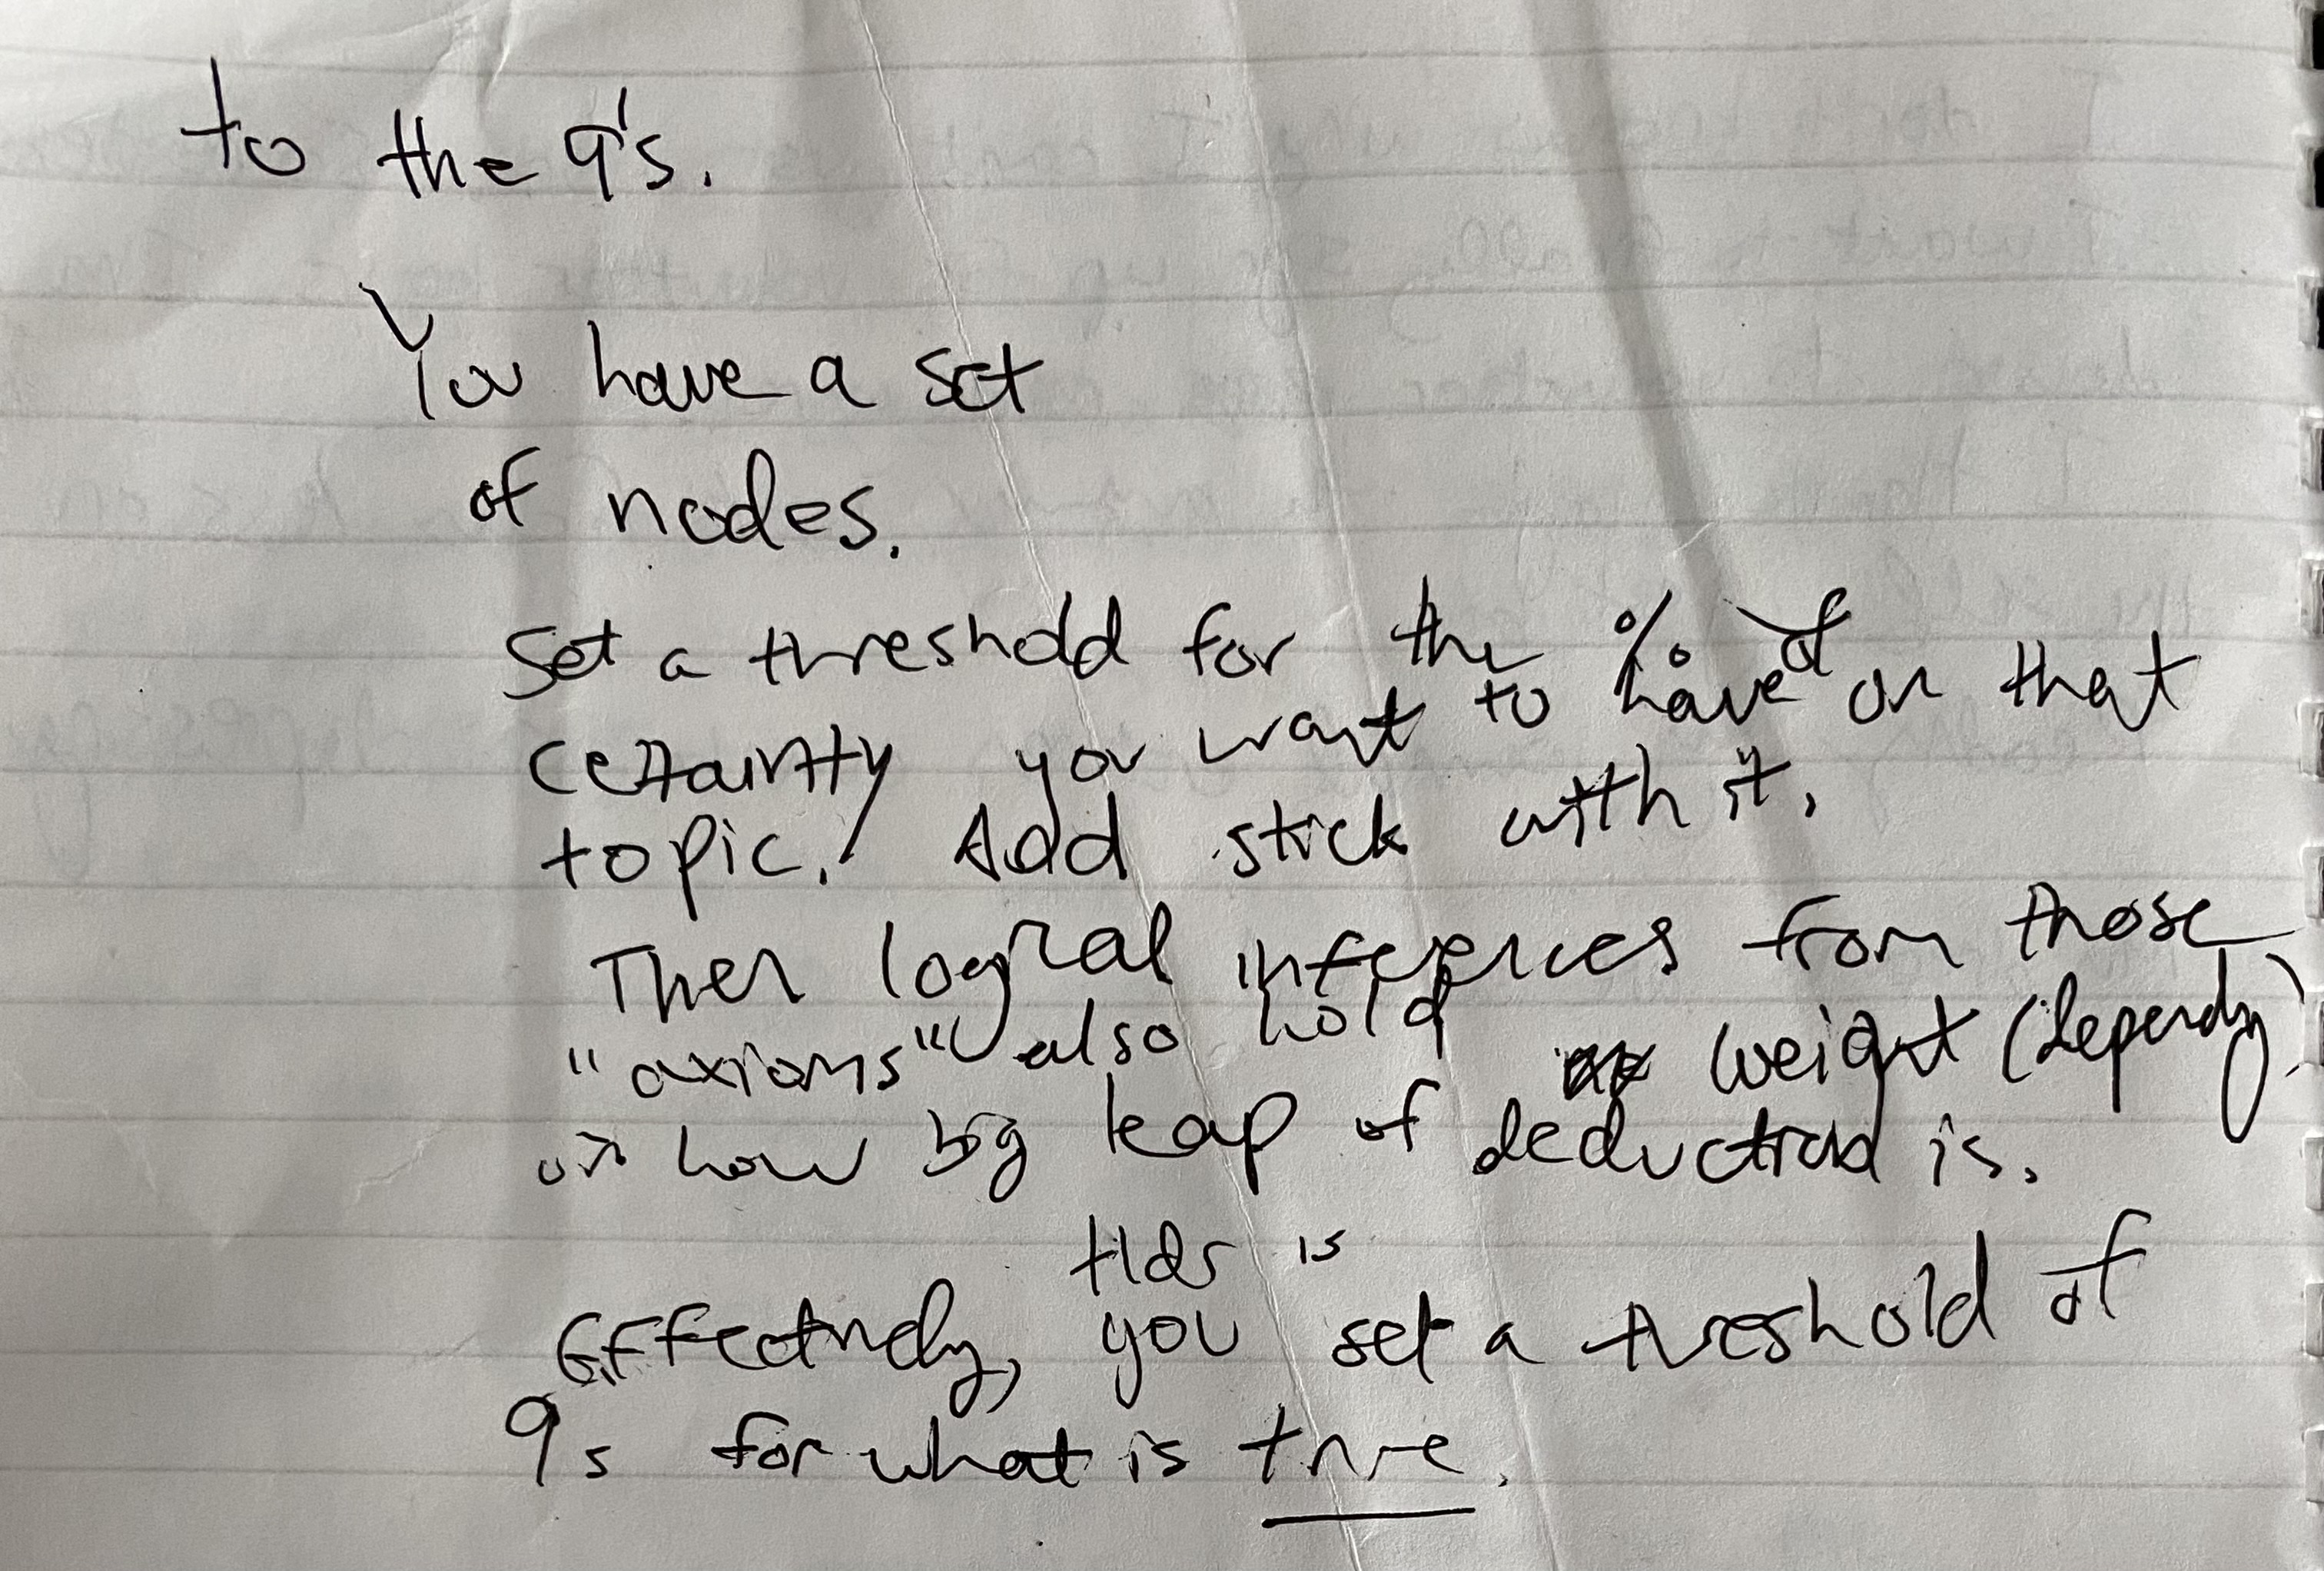 to the 9's.
You have a set
of nodes.
Set a threshold for the % of
certainty you want to have on that
topic. Add stick with it.
Then logical inferences from those
"axioms" also hold weight (depending)
on how big leap of deduction is.
tldr is
Effectively, you set a threshold of
9s for what is true.